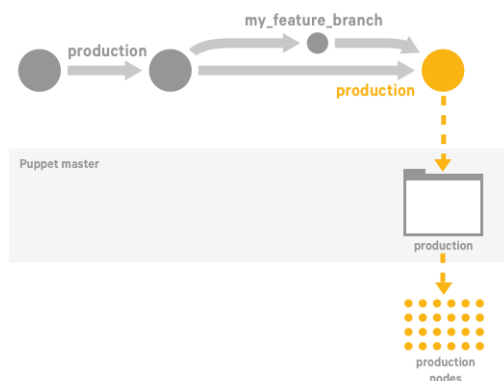 my_feature_branch
production
production
Puppet master
production
production
nodes